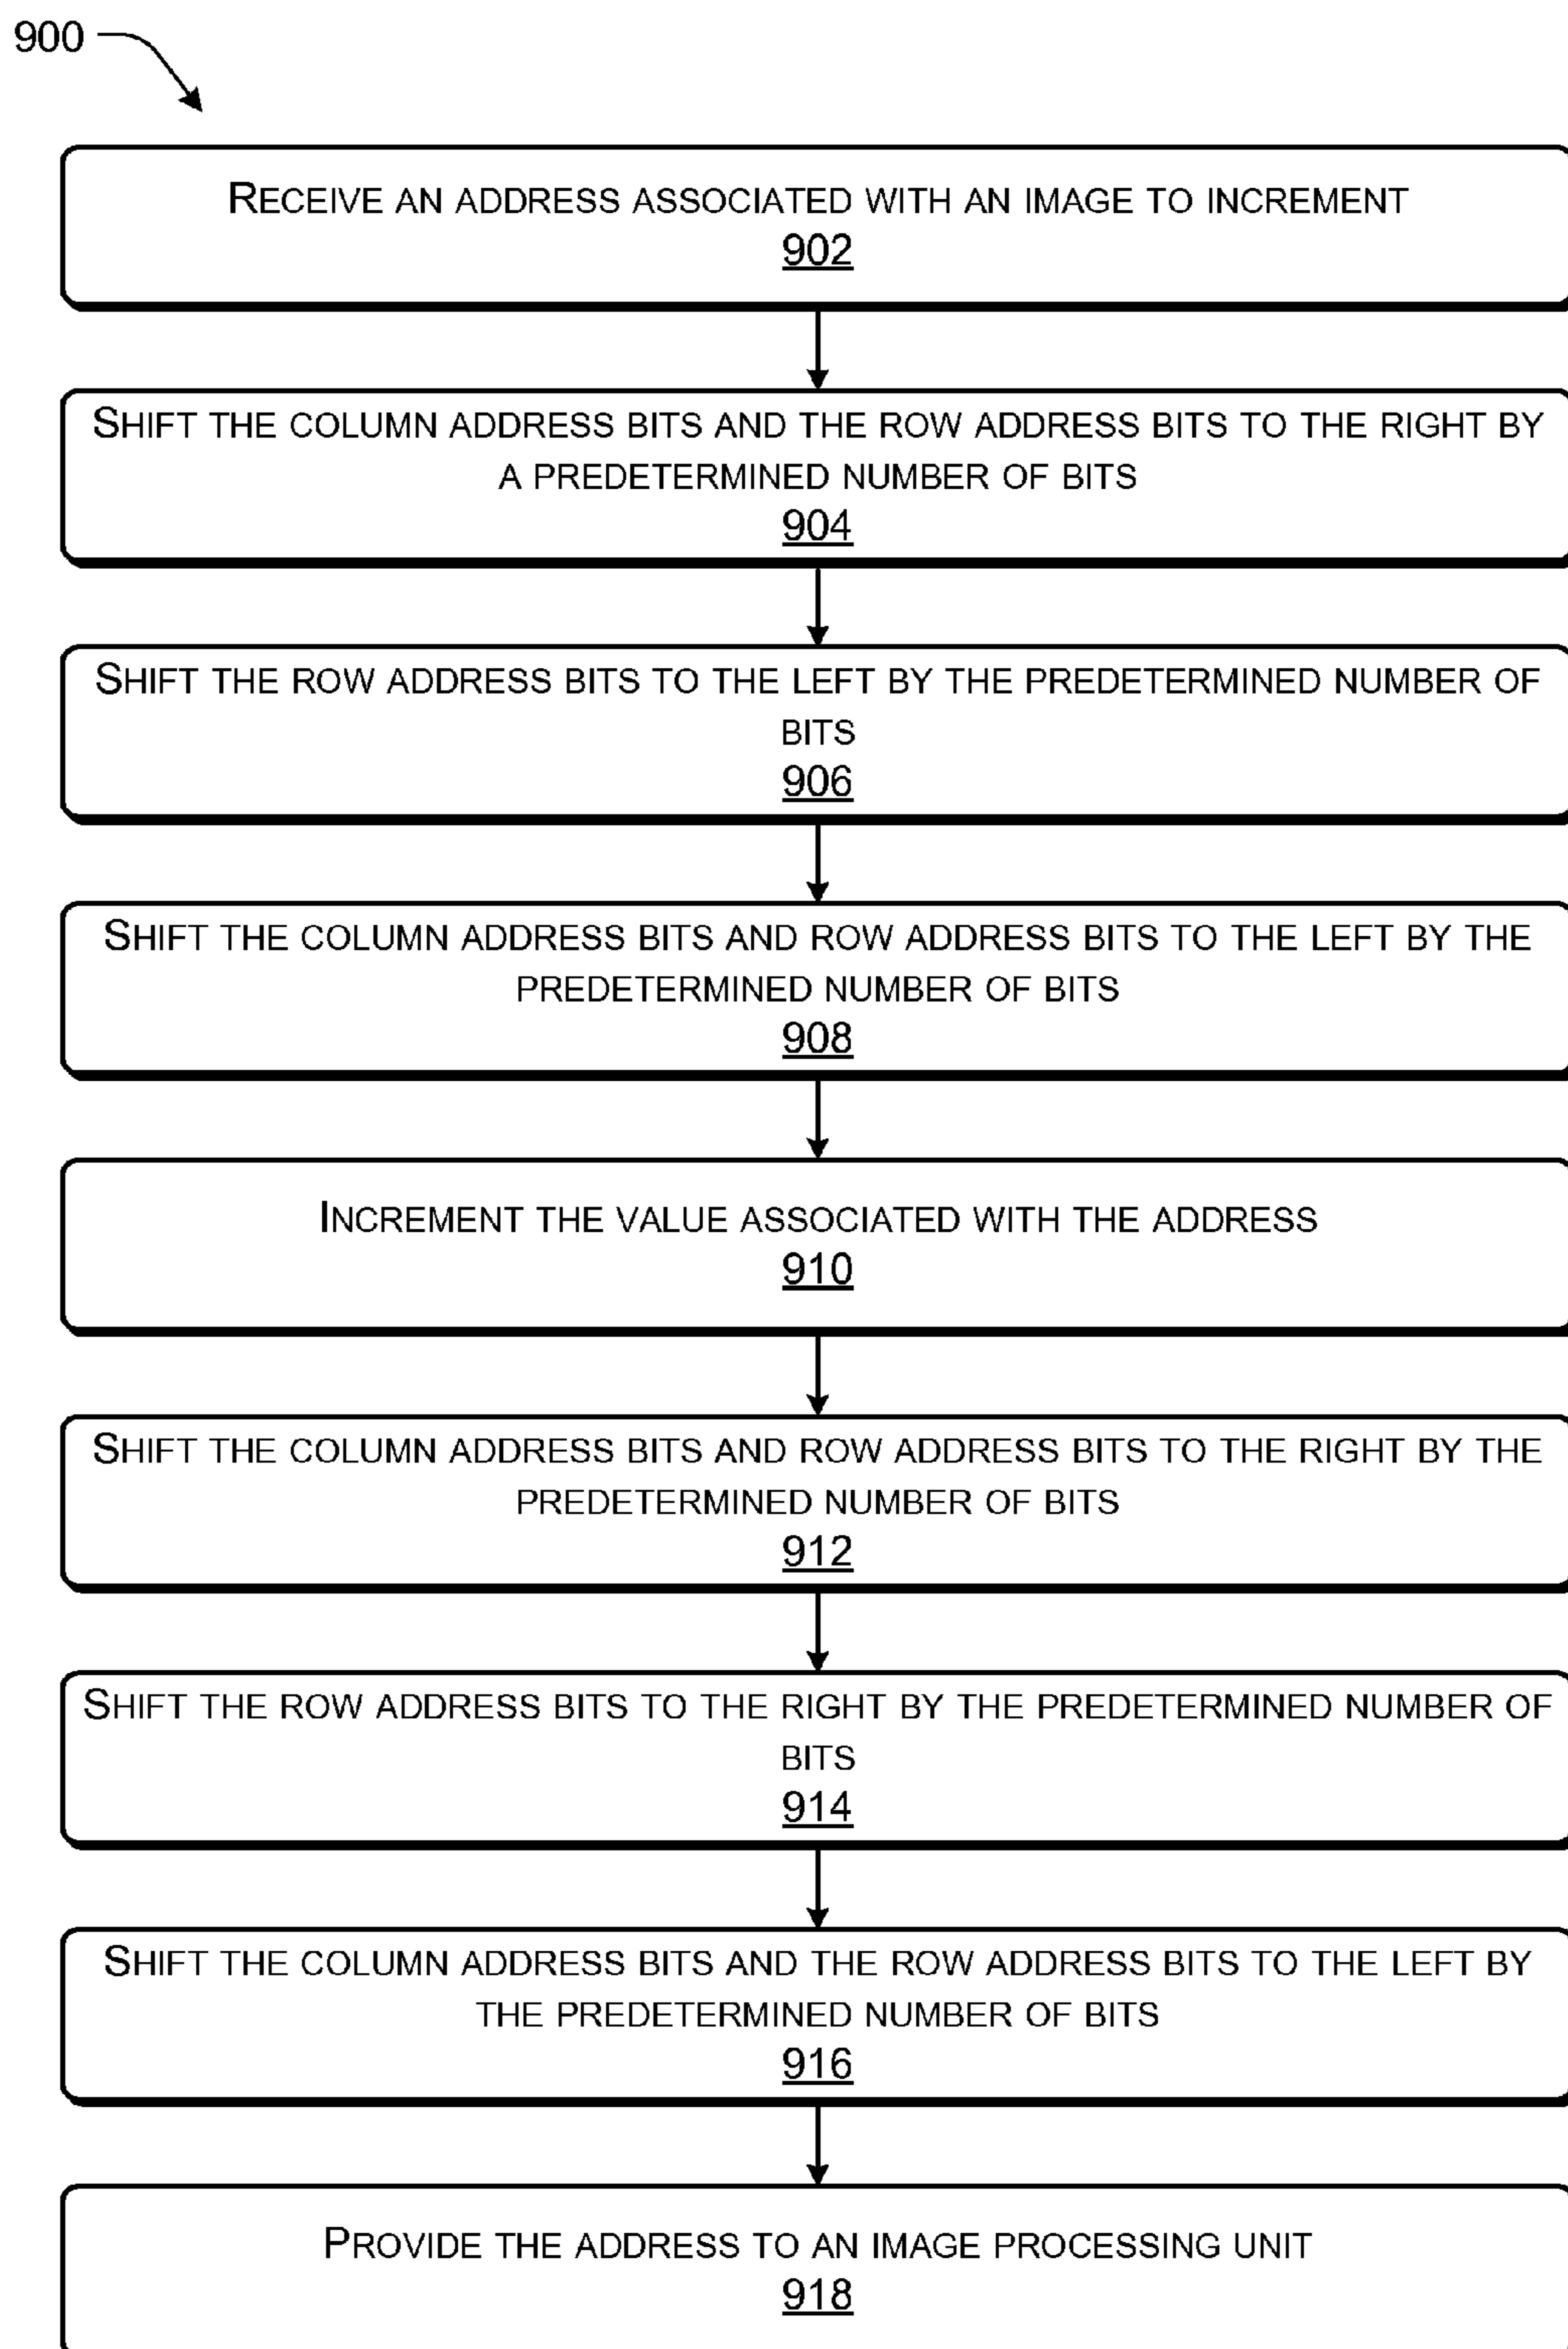 900
RECEIVE AN ADDRESS ASSOCIATED WITH AN IMAGE TO INCREMENT
902
SHIFT THE COLUMN ADDRESS BITS AND THE ROW ADDRESS BITS TO THE RIGHT BY
A PREDETERMINED NUMBER OF BITS
904
SHIFT THE ROW ADDRESS BITS TO THE LEFT BY THE PREDETERMINED NUMBER OF
BITS
906
SHIFT THE COLUMN ADDRESS BITS AND ROW ADDRESS BITS TO THE LEFT BY THE
PREDETERMINED NUMBER OF BITS
908
INCREMENT THE VALUE ASSOCIATED WITH THE ADDRESS
910
SHIFT THE COLUMN ADDRESS BITS AND ROW ADDRESS BITS TO THE RIGHT BY THE
PREDETERMINED NUMBER OF BITS
912
SHIFT THE ROW ADDRESS BITS TO THE RIGHT BY THE PREDETERMINED NUMBER OF
BITS
914
SHIFT THE COLUMN ADDRESS BITS AND THE ROW ADDRESS BITS TO THE LEFT BY
THE PREDETERMINED NUMBER OF BITS
916
PROVIDE THE ADDRESS TO AN IMAGE PROCESSING UNIT
918